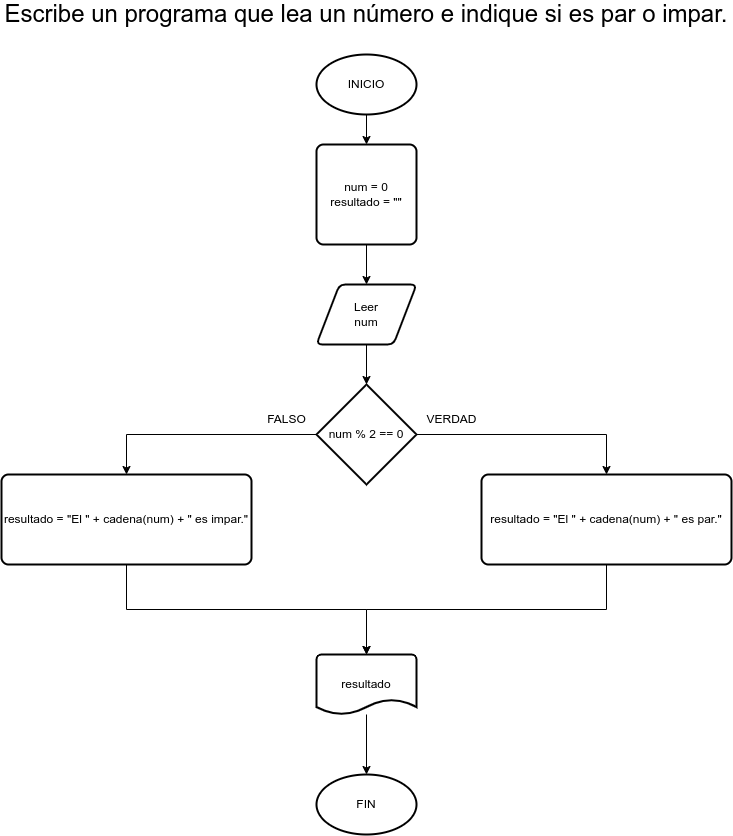 Escribe un programa que lea un número e indique si es par o impar.
INICIO
num = 0
resultado = ""
Leer
num
FALSO
VERDAD
num % 2 == 0
resultado = "El " + cadena(num) + " es impar."
resultado = "El " + cadena(num) + " es par."
resultado
FIN